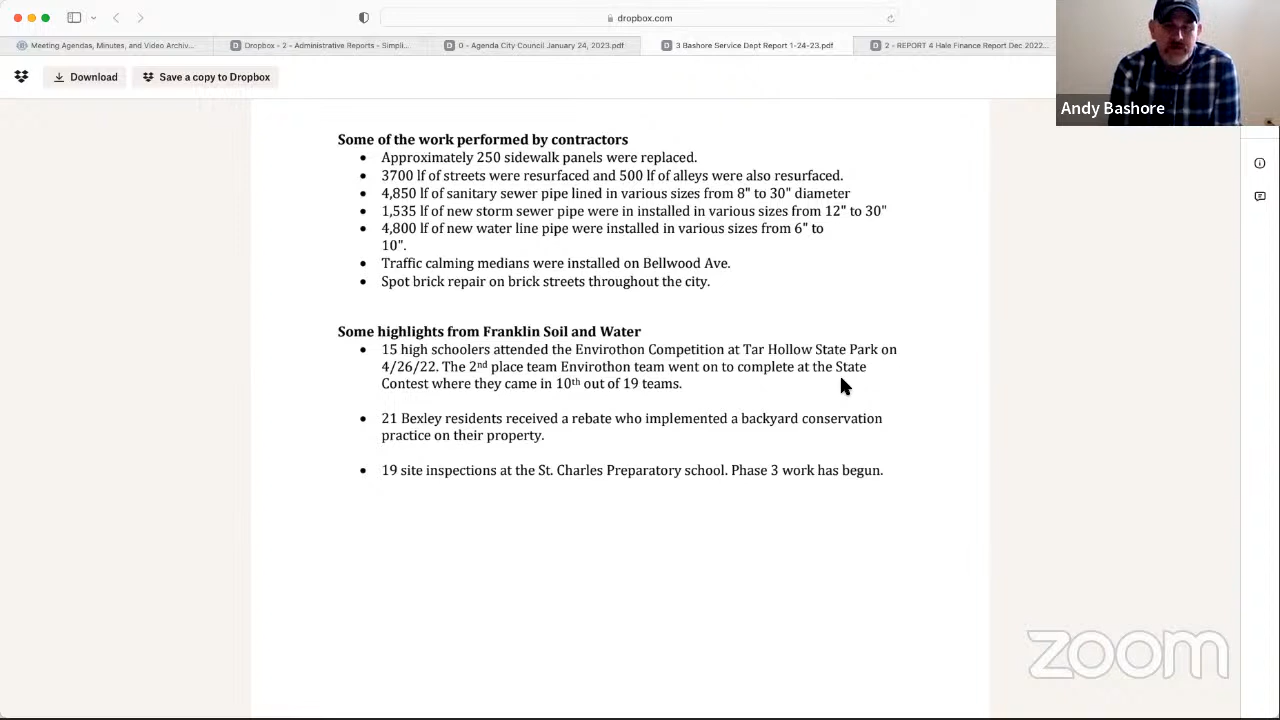 dropbox.com
Meeting Agendas, Minutes, and Video Archiv...
Dropbox - 2 - Administrative Reports - Simpli...
0 - Agenda City Council January 24, 2023.pdf
3 Bashore Service Dept Report 1-24-23.pdf
2 - REPORT 4 Hale Finance Report Dec 2022...
Download
Save a copy to Dropbox
Andy Bashore
Some of the work performed by contractors
• Approximately 250 sidewalk panels were replaced.
• 3700 lf of streets were resurfaced and 500 lf of alleys were also resurfaced.
• 4,850 lf of sanitary sewer pipe lined in various sizes from 8" to 30" diameter
• 1,535 lf of new storm sewer pipe were in installed in various sizes from 12" to 30"
• 4,800 lf of new water line pipe were installed in various sizes from 6" to
10".
• Traffic calming medians were installed on Bellwood Ave.
• Spot brick repair on brick streets throughout the city.
Some highlights from Franklin Soil and Water
• 15 high schoolers attended the Envirothon Competition at Tar Hollow State Park on
4/26/22. The 2nd place team Envirothon team went on to complete at the State
Contest where they came in 10th out of 19 teams.
• 21 Bexley residents received a rebate who implemented a backyard conservation
practice on their property.
• 19 site inspections at the St. Charles Preparatory school. Phase 3 work has begun.
zoom